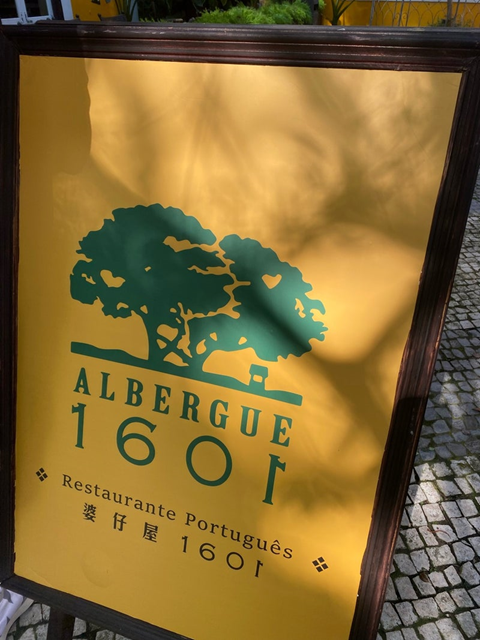 ALBERGUE
1601
Restaurante Português
婆仔屋 1601